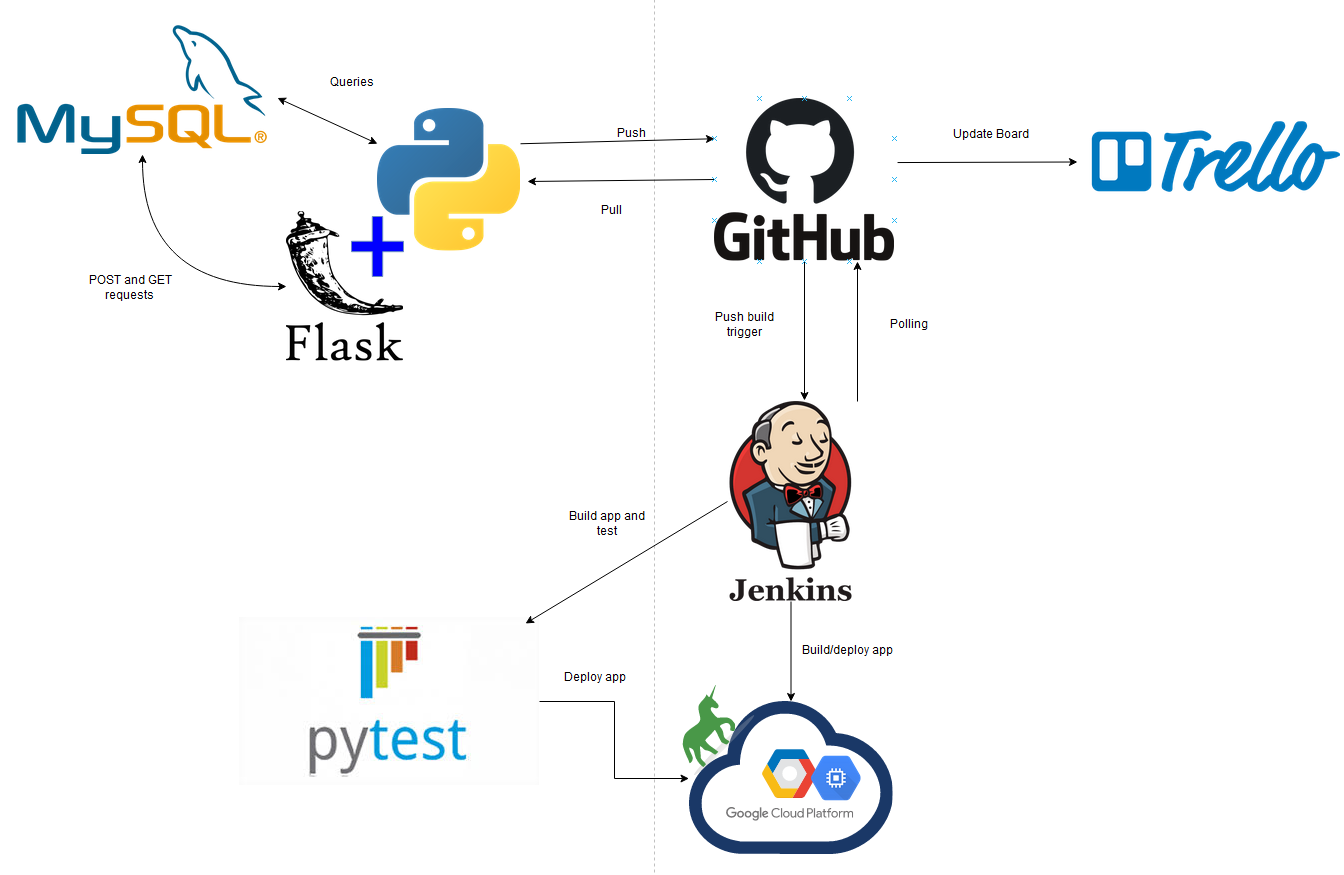 MySQL®
Queries
Push
Pull
Update Board
Trello
GitHub
POST and GET
requests
Flask
Push build
trigger
Polling
Build app and
test
Jenkins
Build/deploy app
Deploy app
pytest
Google Cloud Platform